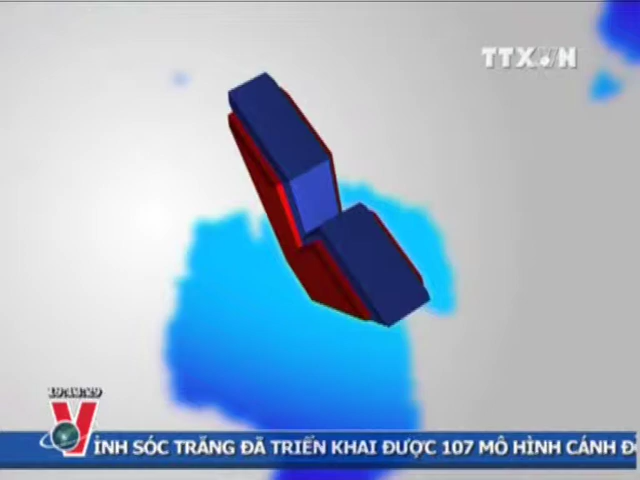 TTXVN
ỈNH SÓC TRĂNG ĐÃ TRIỂN KHAI ĐƯỢC 107 MÔ HÌNH CÁNH Đ